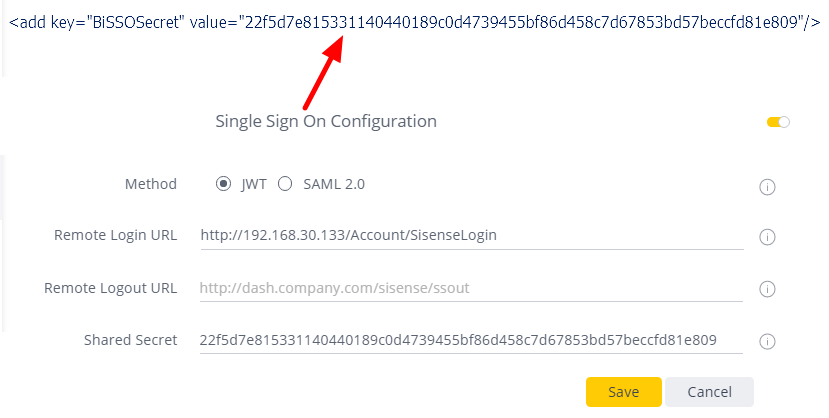 <add key="BiSSOSecret" value="22f5d7e815331140440189c0d4739455bf86d458c7d67853bd57beccfd81e809"/>
Single Sign On Configuration
Method JWT SAML 2.0
Remote Login URL http://192.168.30.133/Account/SisenseLogin
Remote Logout URL http://dash.company.com/sisense/ssout
Shared Secret 22f5d7e815331140440189c0d4739455bf86d458c7d67853bd57beccfd81e809
Save Cancel